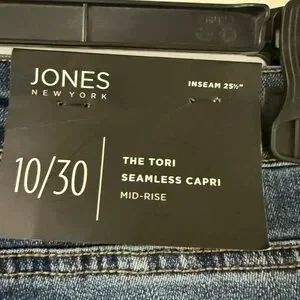 JONES
NEW YORK
INSEAM 25½"
10/30
THE TORI
SEAMLESS CAPRI
MID-RISE